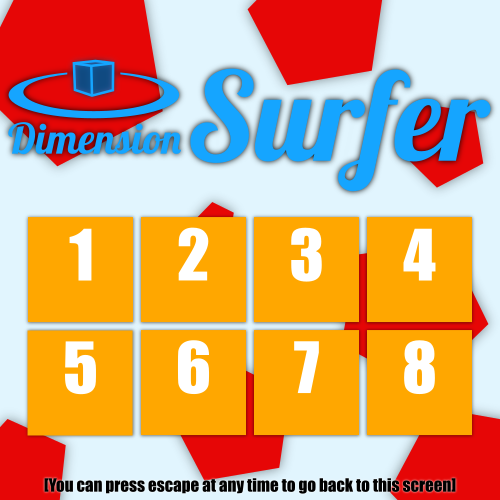 Dimension Surfer
1 2 3 4
5 6 7 8
[You can press escape at any time to go back to this screen]